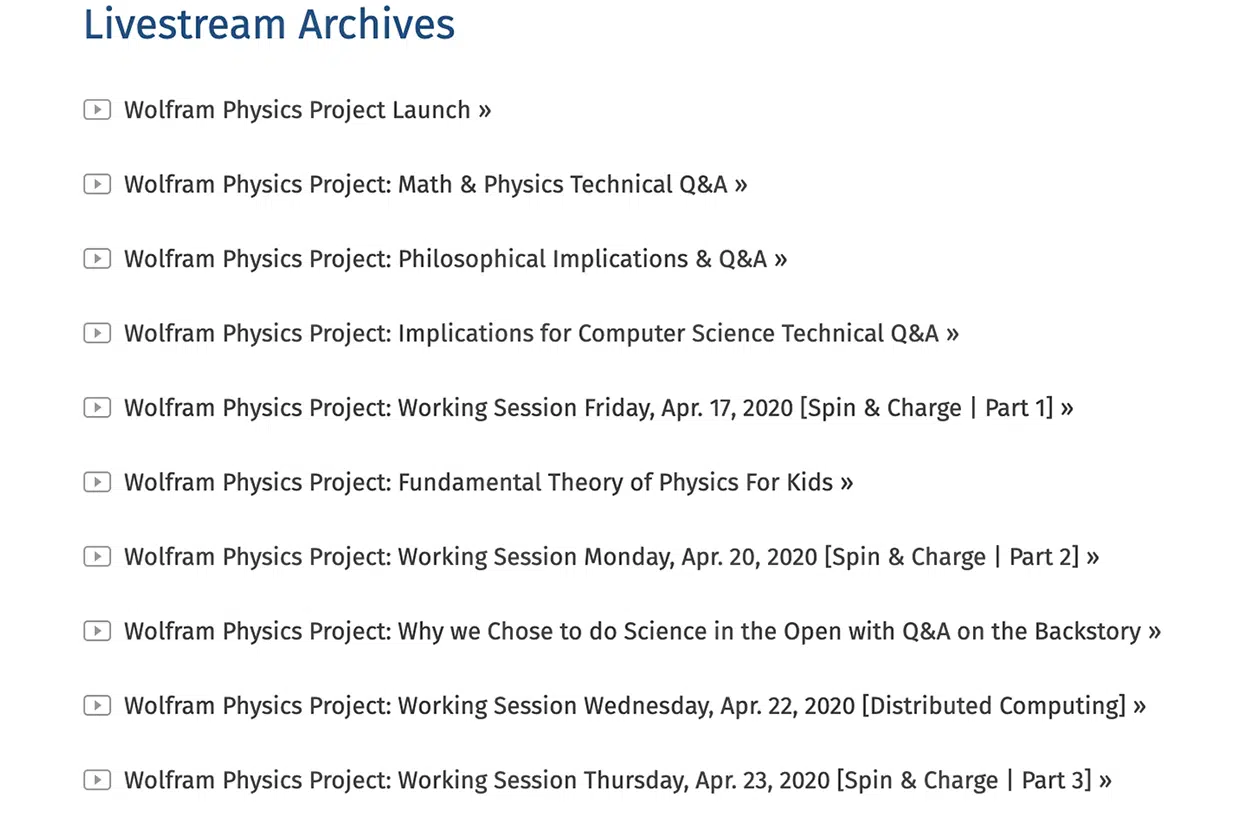 Livestream Archives
Wolfram Physics Project Launch »
Wolfram Physics Project: Math & Physics Technical Q&A »
Wolfram Physics Project: Philosophical Implications & Q&A »
Wolfram Physics Project: Implications for Computer Science Technical Q&A »
Wolfram Physics Project: Working Session Friday, Apr. 17, 2020 [Spin & Charge | Part 1] »
Wolfram Physics Project: Fundamental Theory of Physics For Kids »
Wolfram Physics Project: Working Session Monday, Apr. 20, 2020 [Spin & Charge | Part 2] »
Wolfram Physics Project: Why we Chose to do Science in the Open with Q&A on the Backstory »
Wolfram Physics Project: Working Session Wednesday, Apr. 22, 2020 [Distributed Computing] »
Wolfram Physics Project: Working Session Thursday, Apr. 23, 2020 [Spin & Charge | Part 3] »